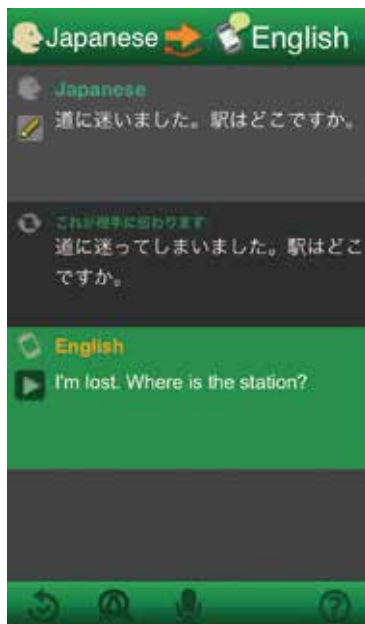 Japanese English
Japanese
道に迷いました。駅はどこですか。
これが相手に伝わります
道に迷ってしまいました。駅はどこ
ですか。
English
I'm lost. Where is the station?